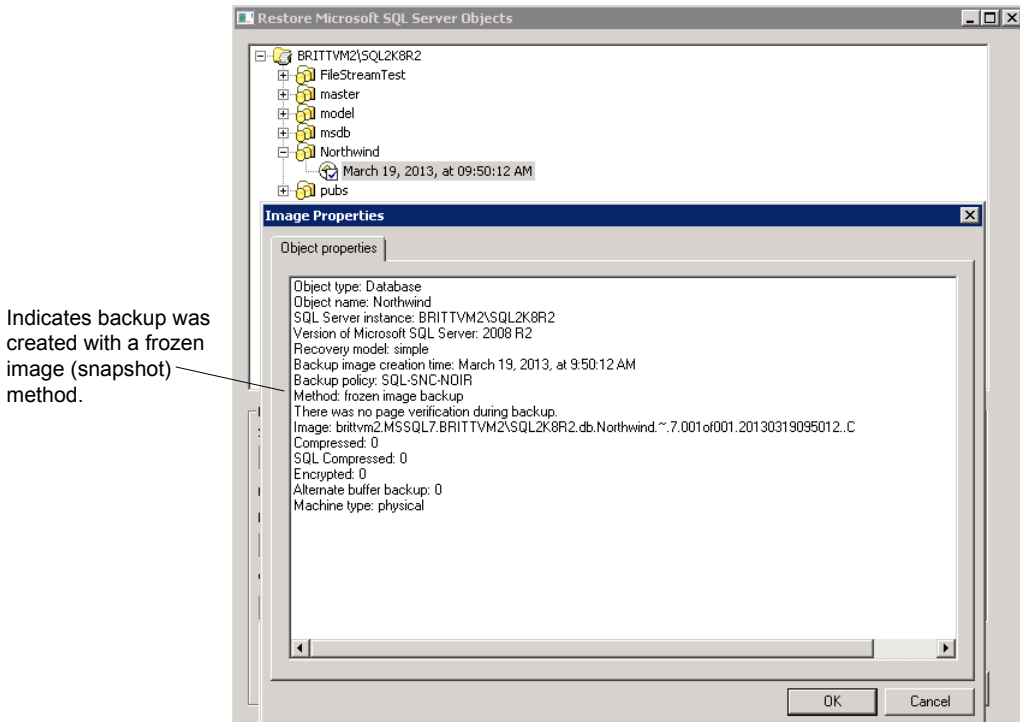 Restore Microsoft SQL Server Objects
BRITTVM2\SQL2K8R2
FileStreamTest
master
model
msdb
Northwind
March 19, 2013, at 09:50:12 AM
pubs
Image Properties
Object properties
Object type: Database
Object name: Northwind
SQL Server instance: BRITTVM2\SQL2K8R2
Version of Microsoft SQL Server: 2008 R2
Recovery model: simple
Backup image creation time: March 19, 2013, at 9:50:12 AM
Backup policy: SQL-SNC-NOIR
Method: frozen image backup
There was no page verification during backup.
Image: brittvm2.MSSQL7.BRITTVM2\SQL2K8R2.db.Northwind.~.7.001of001.20130319095012..C
Compressed: 0
SQL Compressed: 0
Encrypted: 0
Alternate buffer backup: 0
Machine type: physical
Indicates backup was
created with a frozen
image (snapshot)
method.
OK
Cancel